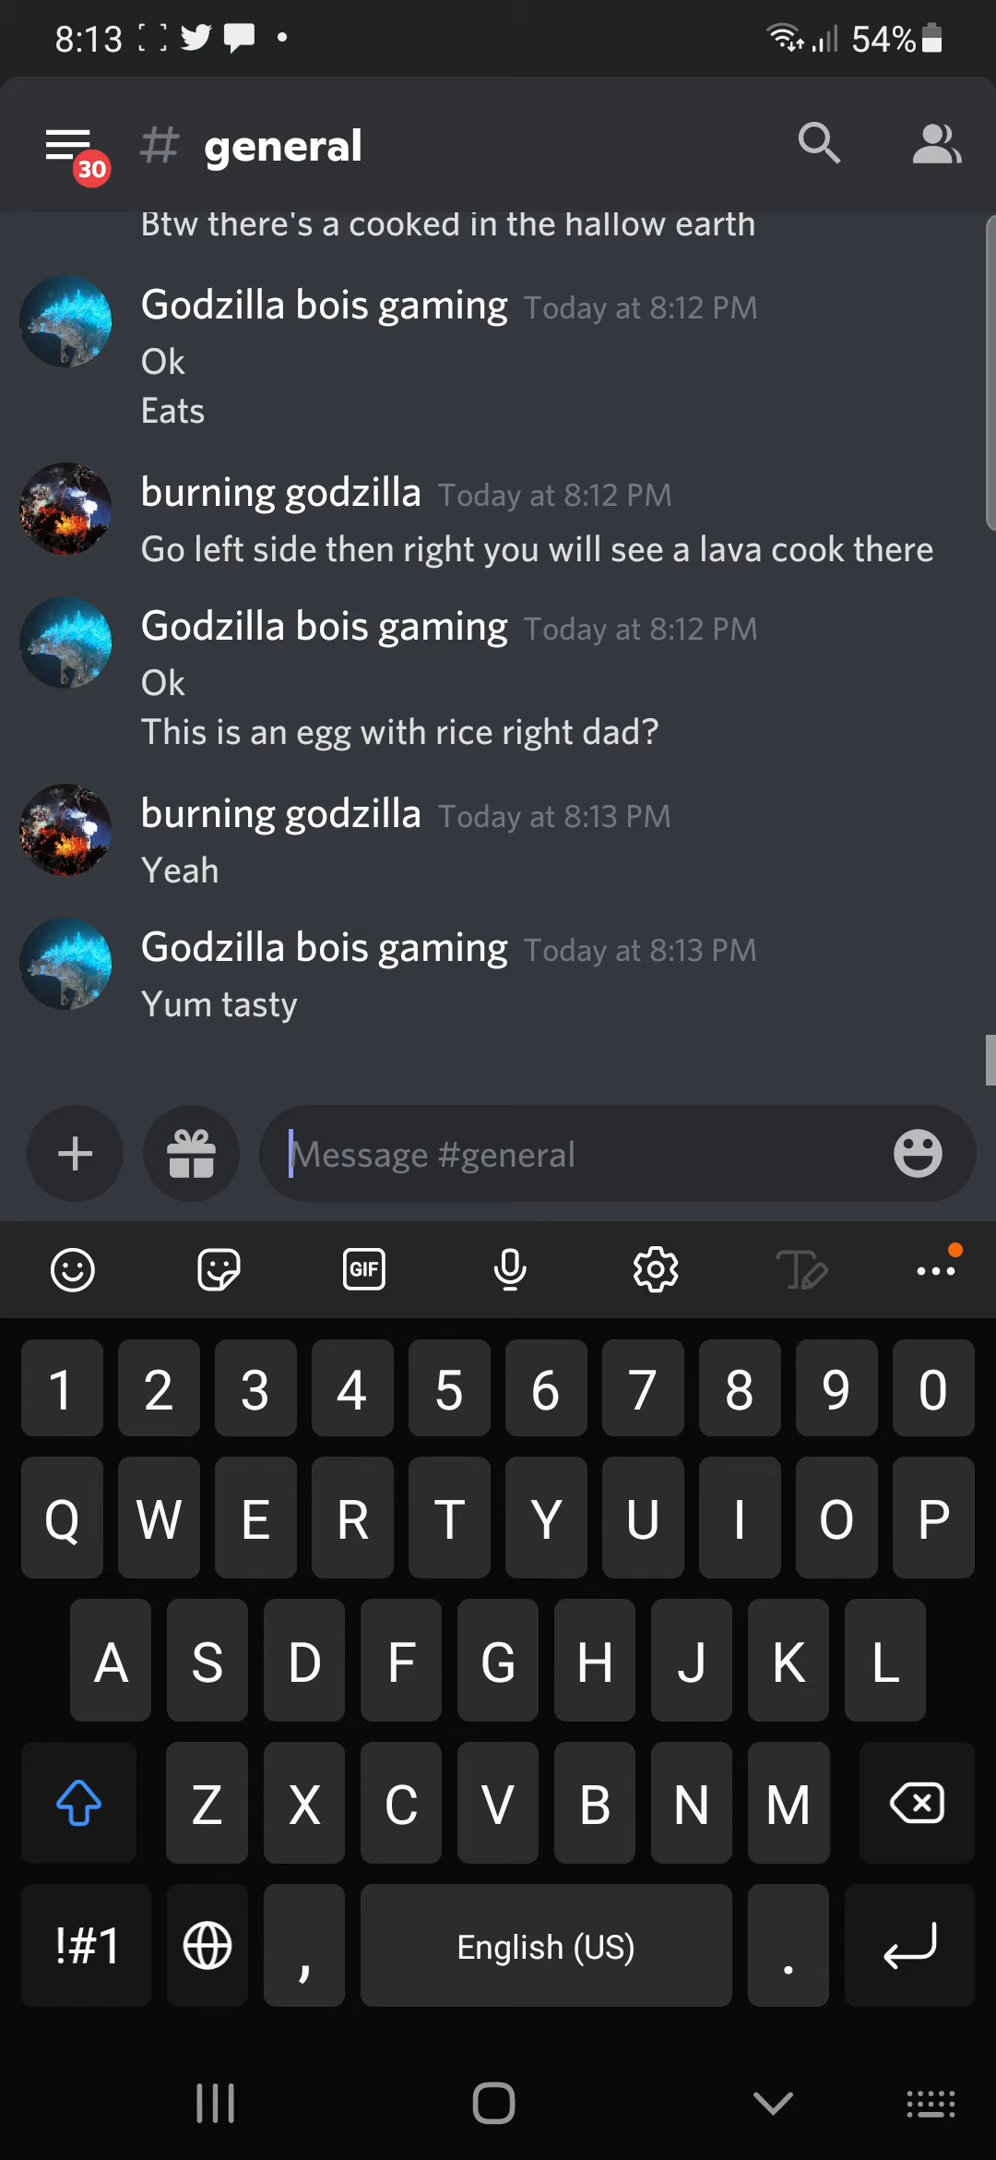 8:13 54%
30 # general
Btw there's a cooked in the hallow earth
Godzilla bois gaming Today at 8:12 PM
Ok
Eats
burning godzilla Today at 8:12 PM
Go left side then right you will see a lava cook there
Godzilla bois gaming Today at 8:12 PM
Ok
This is an egg with rice right dad?
burning godzilla Today at 8:13 PM
Yeah
Godzilla bois gaming Today at 8:13 PM
Yum tasty
Message #general
GIF T
1 2 3 4 5 6 7 8 9 0
Q W E R T Y U I O P
A S D F G H J K L
Z X C V B N M
!#1 , English (US) .